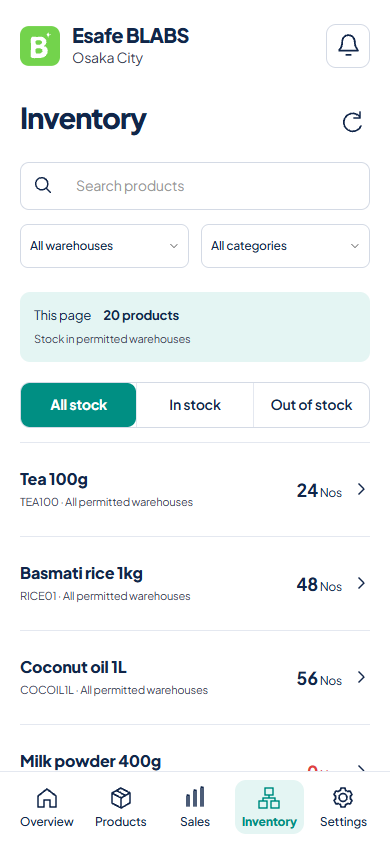 B+
Esafe BLABS
Osaka City
Inventory
Search products
All warehouses
All categories
This page 20 products
Stock in permitted warehouses
All stock
In stock
Out of stock
Tea 100g
24 Nos
TEA100 · All permitted warehouses
Basmati rice 1kg
48 Nos
RICE01 · All permitted warehouses
Coconut oil 1L
56 Nos
COCOIL1L · All permitted warehouses
Milk powder 400g
Overview
Products
Sales
Inventory
Settings